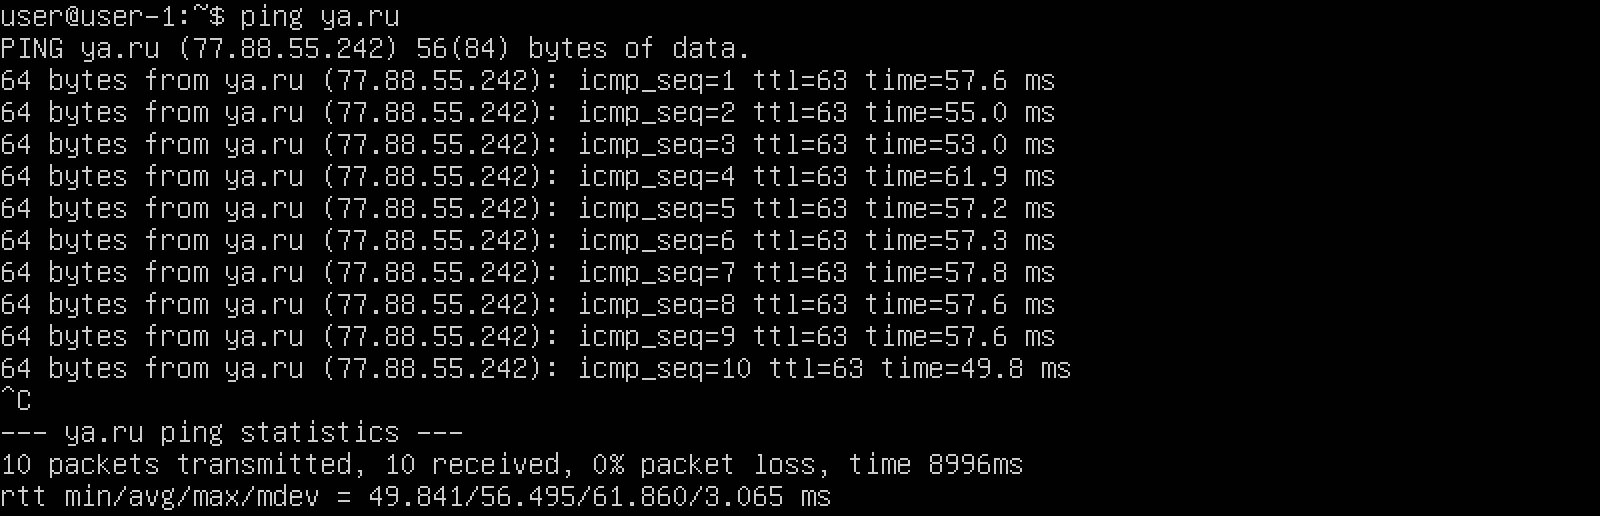 user@user-1:~$ ping ya.ru
PING ya.ru (77.88.55.242) 56(84) bytes of data.
64 bytes from ya.ru (77.88.55.242): icmp_seq=1 ttl=63 time=57.6 ms
64 bytes from ya.ru (77.88.55.242): icmp_seq=2 ttl=63 time=55.0 ms
64 bytes from ya.ru (77.88.55.242): icmp_seq=3 ttl=63 time=53.0 ms
64 bytes from ya.ru (77.88.55.242): icmp_seq=4 ttl=63 time=61.9 ms
64 bytes from ya.ru (77.88.55.242): icmp_seq=5 ttl=63 time=57.2 ms
64 bytes from ya.ru (77.88.55.242): icmp_seq=6 ttl=63 time=57.3 ms
64 bytes from ya.ru (77.88.55.242): icmp_seq=7 ttl=63 time=57.8 ms
64 bytes from ya.ru (77.88.55.242): icmp_seq=8 ttl=63 time=57.6 ms
64 bytes from ya.ru (77.88.55.242): icmp_seq=9 ttl=63 time=57.6 ms
64 bytes from ya.ru (77.88.55.242): icmp_seq=10 ttl=63 time=49.8 ms
^C
--- ya.ru ping statistics ---
10 packets transmitted, 10 received, 0% packet loss, time 8996ms
rtt min/avg/max/mdev = 49.841/56.495/61.860/3.065 ms